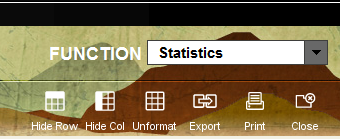 FUNCTION Statistics
Hide Row Hide Col Unformat Export Print Close